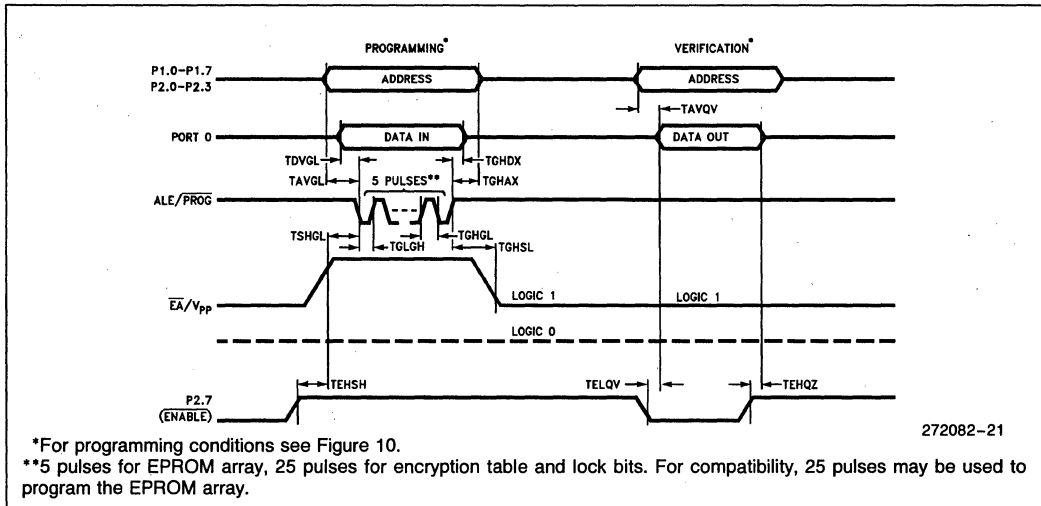 PROGRAMMING*
VERIFICATION*
P1.0–P1.7
P2.0–P2.3
ADDRESS
ADDRESS
TAVQV
PORT 0
DATA IN
DATA OUT
TDVGL
TGHDX
TAVGL
5 PULSES**
TGHAX
ALE/PROG
TSHGL
TGLGH
TGHGL
TGHSL
EA/VPP
LOGIC 1
LOGIC 1
LOGIC 0
TEHSH
TELQV
TEHQZ
P2.7
(ENABLE)
272082–21
*For programming conditions see Figure 10.
**5 pulses for EPROM array, 25 pulses for encryption table and lock bits. For compatibility, 25 pulses may be used to
program the EPROM array.